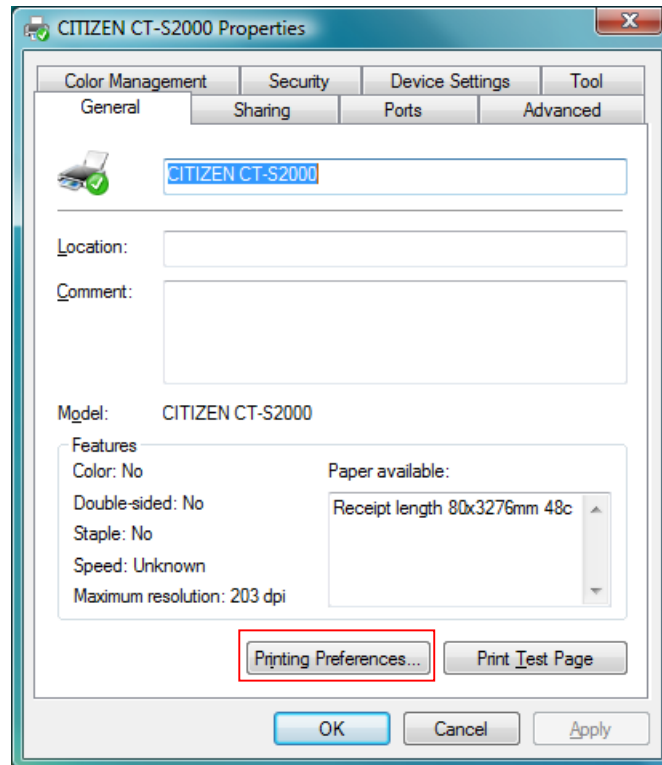 CITIZEN CT-S2000 Properties
Color Management Security Device Settings Tool
General Sharing Ports Advanced
CITIZEN CT-S2000
Location:
Comment:
Model: CITIZEN CT-S2000
Features
Color: No Paper available:
Double-sided: No Receipt length 80x3276mm 48c
Staple: No
Speed: Unknown
Maximum resolution: 203 dpi
Printing Preferences... Print Test Page
OK Cancel Apply